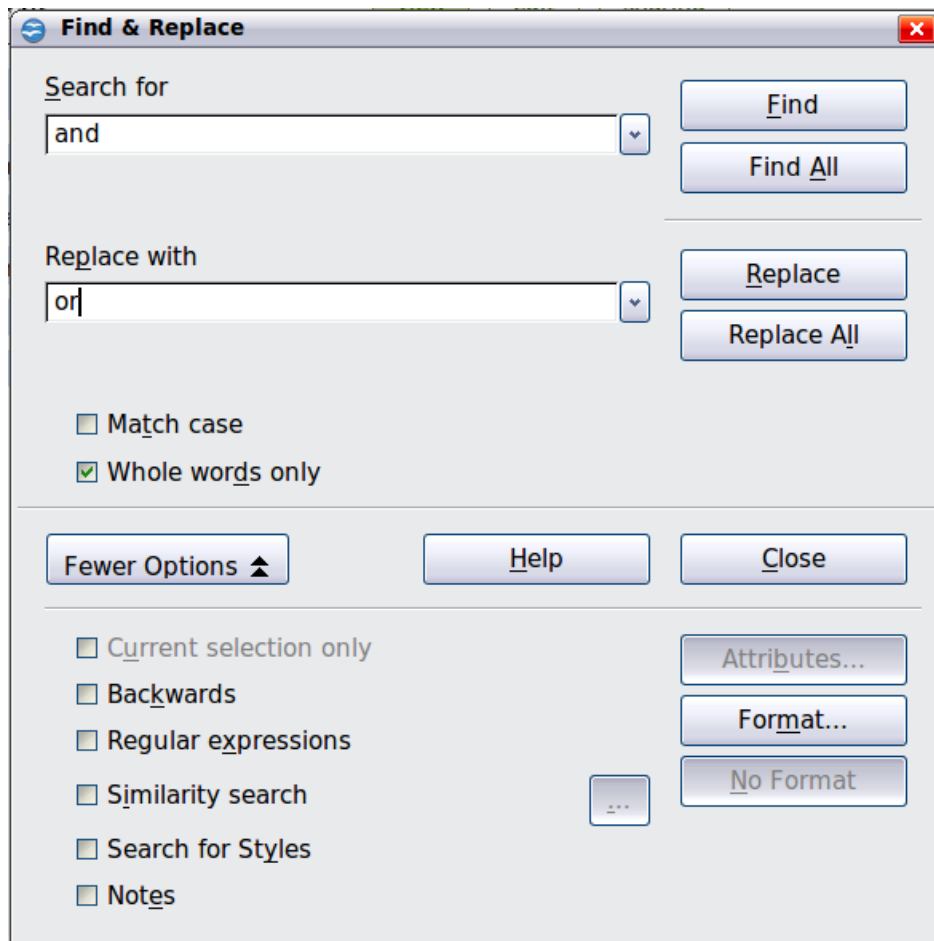 Find & Replace
Search for
Find
and
Find All
Replace with
Replace
or
Replace All
Match case
Whole words only
Fewer Options
Help
Close
Current selection only
Attributes...
Backwards
Format...
Regular expressions
No Format
Similarity search
...
Search for Styles
Notes